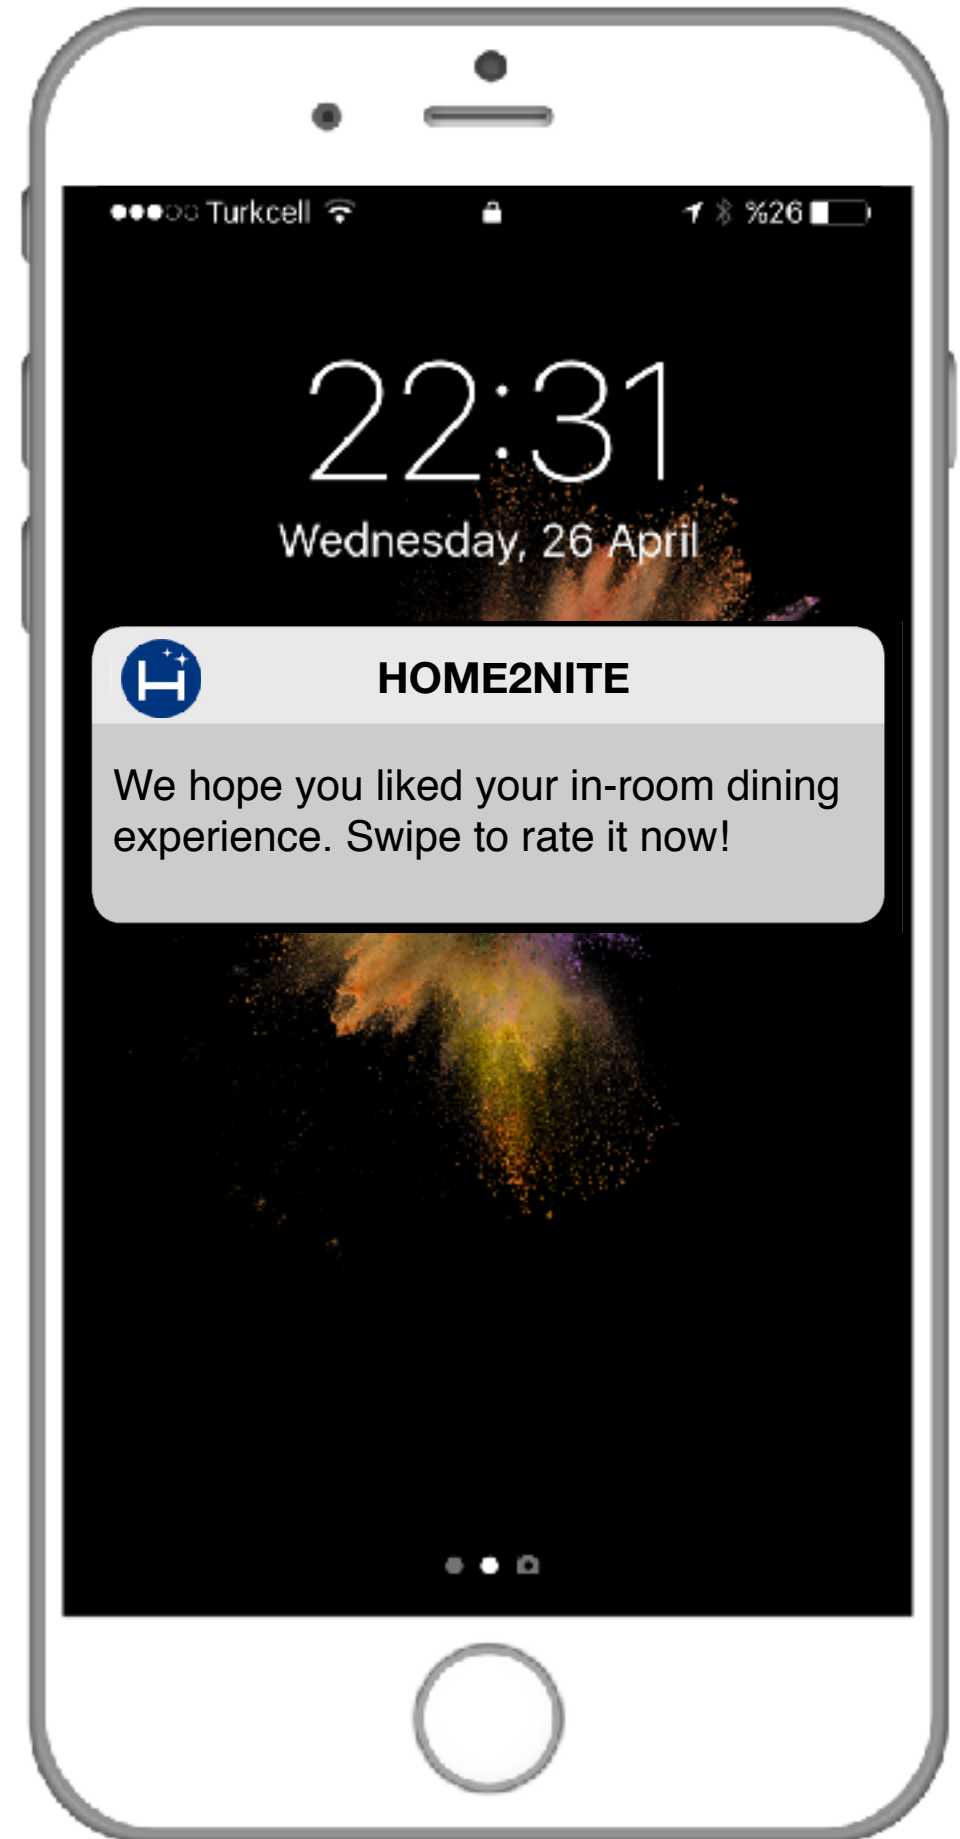 Turkcell %26
22:31
Wednesday, 26 April
H HOME2NITE
We hope you liked your in-room dining
experience. Swipe to rate it now!